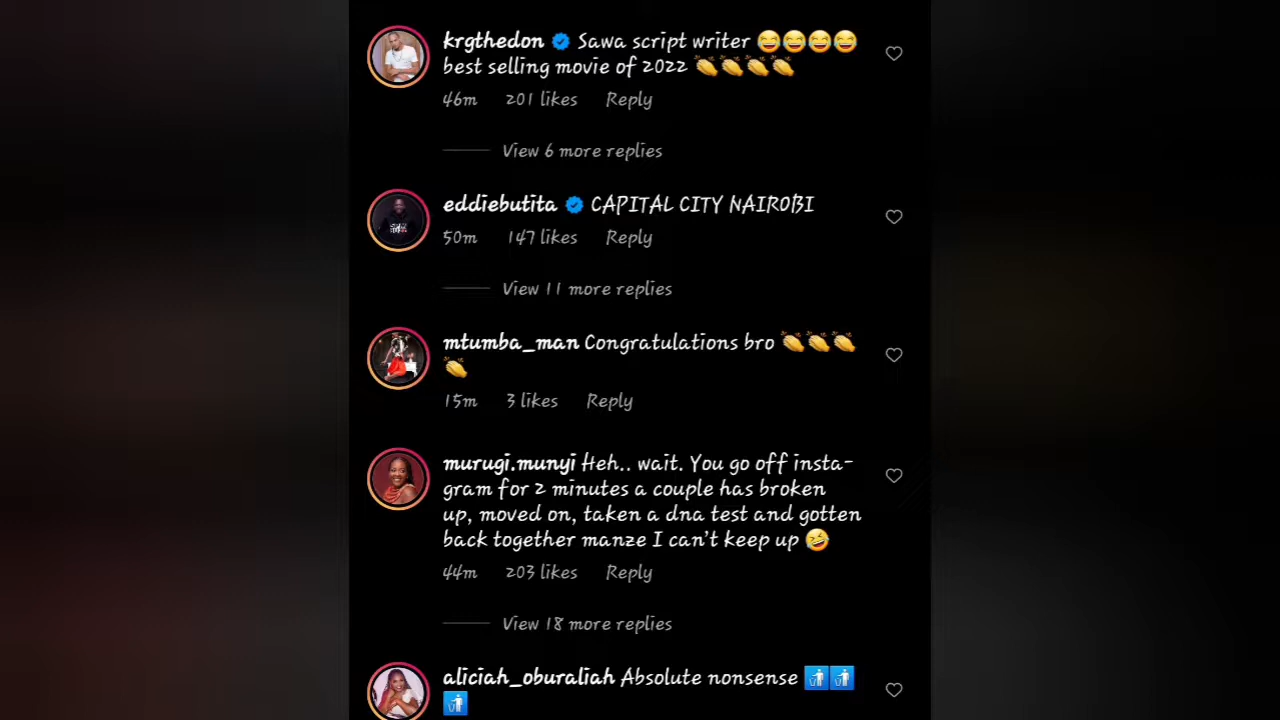 krgthedon Sawa script writer 😂😂😂😂
best selling movie of 2022 👏👏👏👏
46m 201 likes Reply
View 6 more replies
eddiebutita CAPITAL CITY NAIROBI
50m 147 likes Reply
View 11 more replies
mtumba_man Congratulations bro 👏👏👏
👏
15m 3 likes Reply
murugi.munyi Heh.. wait. You go off insta-
gram for 2 minutes a couple has broken
up, moved on, taken a dna test and gotten
back together manze I can't keep up 🤣
44m 203 likes Reply
View 18 more replies
aliciah_oburaliah Absolute nonsense 🚮🚮
🚮